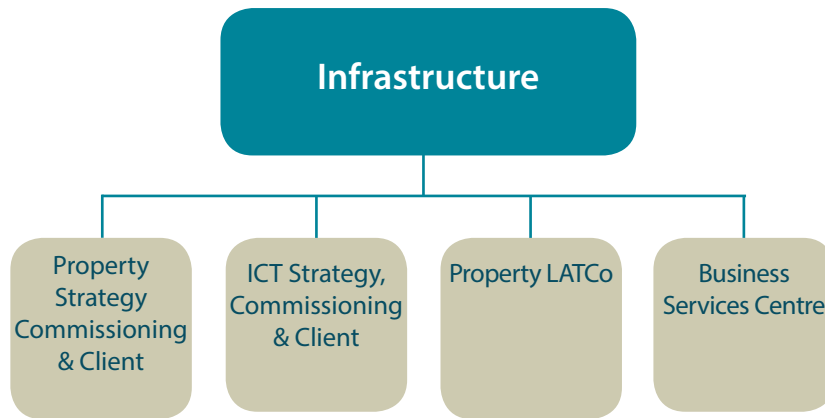 Infrastructure
Property
Strategy
Commissioning
& Client
ICT Strategy,
Commissioning
& Client
Property LATCo
Business
Services Centre